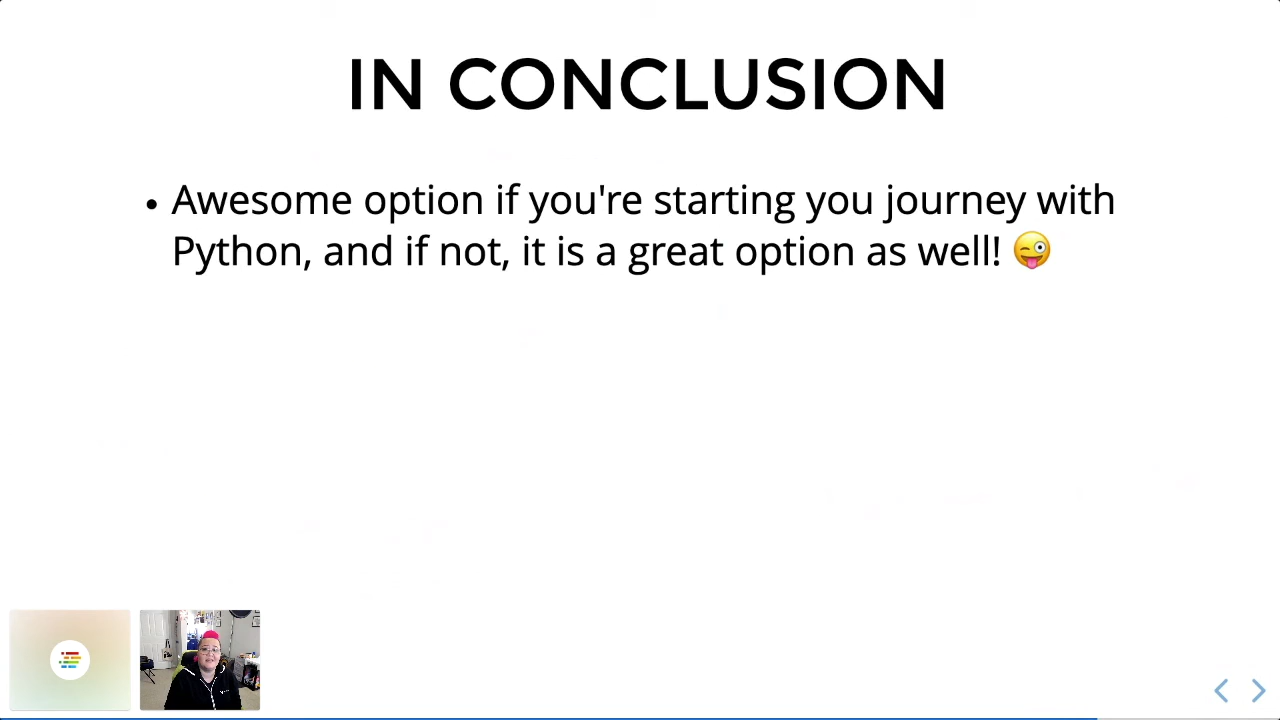 IN CONCLUSION
• Awesome option if you're starting you journey with
Python, and if not, it is a great option as well! 😜